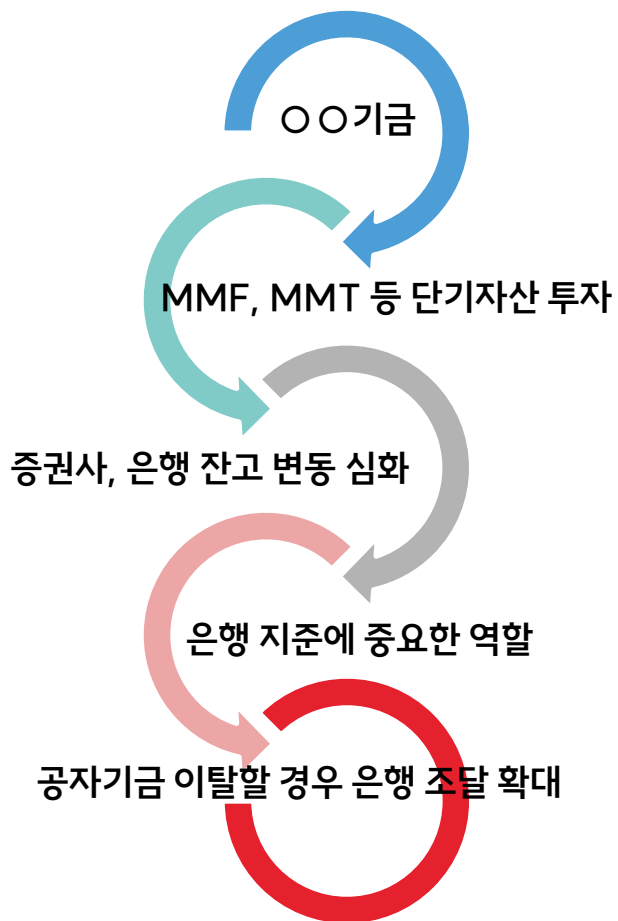 ○○기금
MMF, MMT 등 단기자산 투자
증권사, 은행 잔고 변동 심화
은행 지준에 중요한 역할
공자기금 이탈할 경우 은행 조달 확대